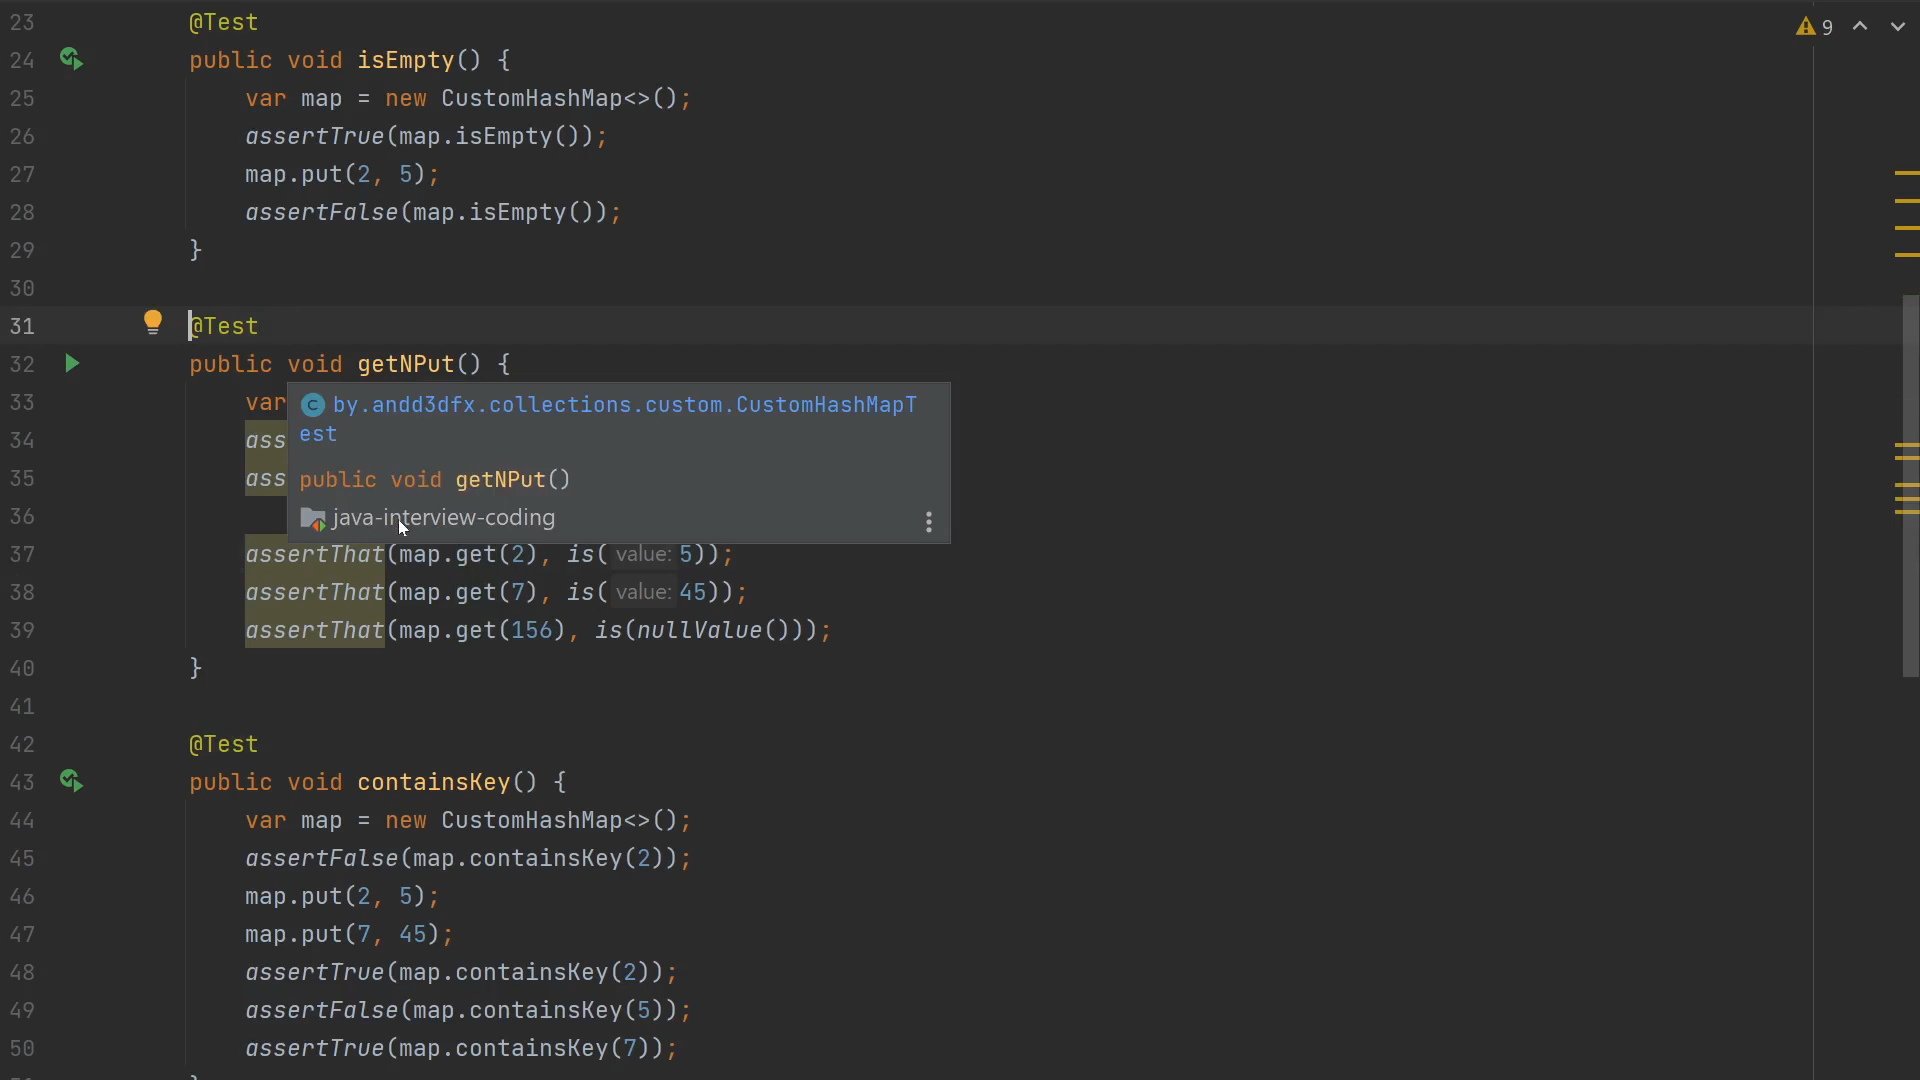 23 @Test
9
24 public void isEmpty() {
25 var map = new CustomHashMap<>();
26 assertTrue(map.isEmpty());
27 map.put(2, 5);
28 assertFalse(map.isEmpty());
29 }
30
31 @Test
32 public void getNPut() {
33 var
C by.andd3dfx.collections.custom.CustomHashMapT
est
34 ass
35 ass
public void getNPut()
36
java-interview-coding
37 assertThat(map.get(2), is( value: 5));
38 assertThat(map.get(7), is( value: 45));
39 assertThat(map.get(156), is(nullValue()));
40 }
41
42 @Test
43 public void containsKey() {
44 var map = new CustomHashMap<>();
45 assertFalse(map.containsKey(2));
46 map.put(2, 5);
47 map.put(7, 45);
48 assertTrue(map.containsKey(2));
49 assertFalse(map.containsKey(5));
50 assertTrue(map.containsKey(7));